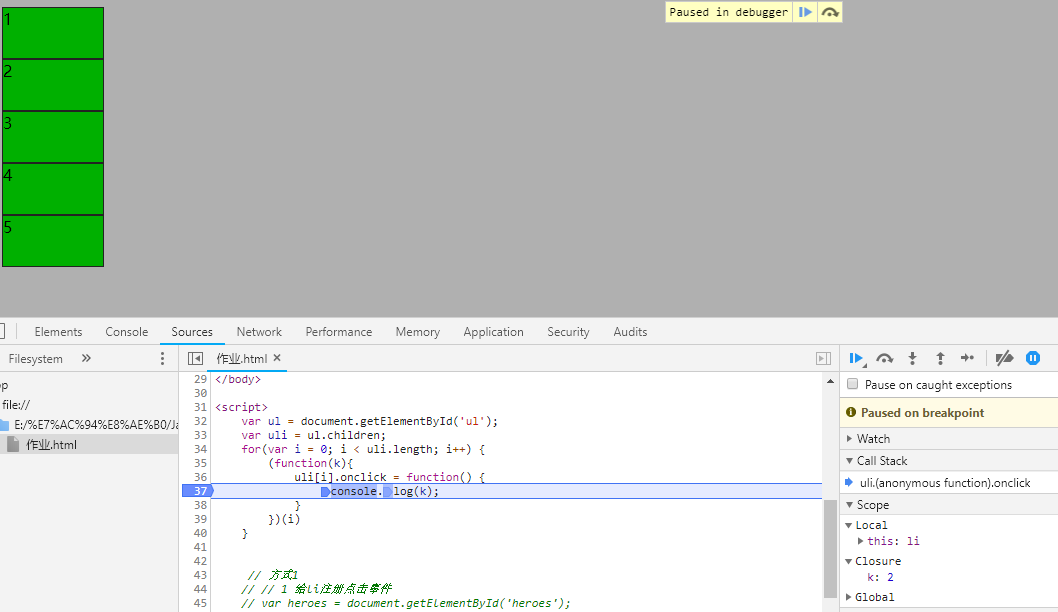 Paused in debugger
1
2
3
4
5
Elements Console Sources Network Performance Memory Application Security Audits
Filesystem »
作业.html ×
op
file://
E:/%E7%AC%94%E8%AE%B0/Ja
作业.html
29 </body>
30
31 <script>
32 var ul = document.getElementById('ul');
33 var uli = ul.children;
34 for(var i = 0; i < uli.length; i++) {
35 (function(k){
36 uli[i].onclick = function() {
37 console.log(k);
38 }
39 })(i)
40 }
41
42
43 // 方式1
44 // // 1 给li注册点击事件
45 // var heroes = document.getElementById('heroes');
Pause on caught exceptions
Paused on breakpoint
Watch
Call Stack
uli.(anonymous function).onclick
Scope
Local
this: li
Closure
k: 2
Global